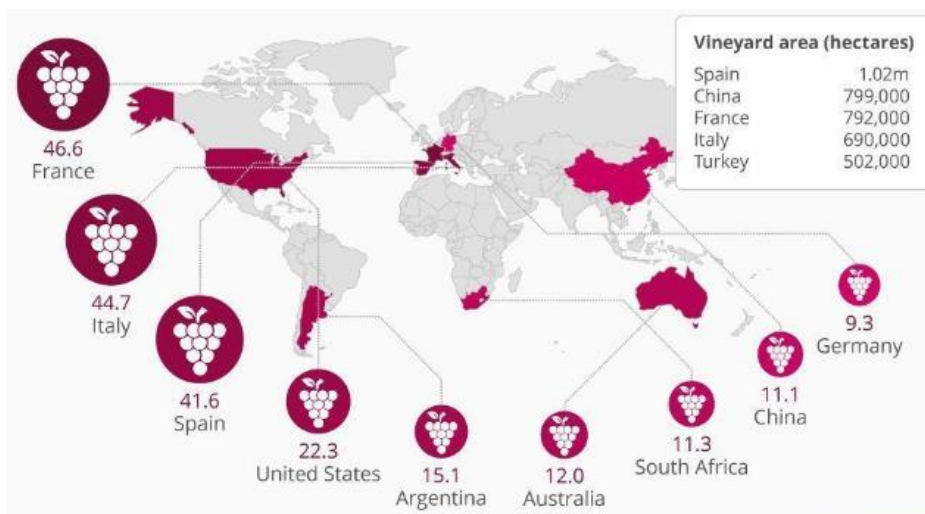 Vineyard area (hectares)
Spain 1.02m
China 799,000
France 792,000
Italy 690,000
Turkey 502,000
46.6
France
44.7
Italy
41.6
Spain
22.3
United States
15.1
Argentina
12.0
Australia
11.3
South Africa
11.1
China
9.3
Germany